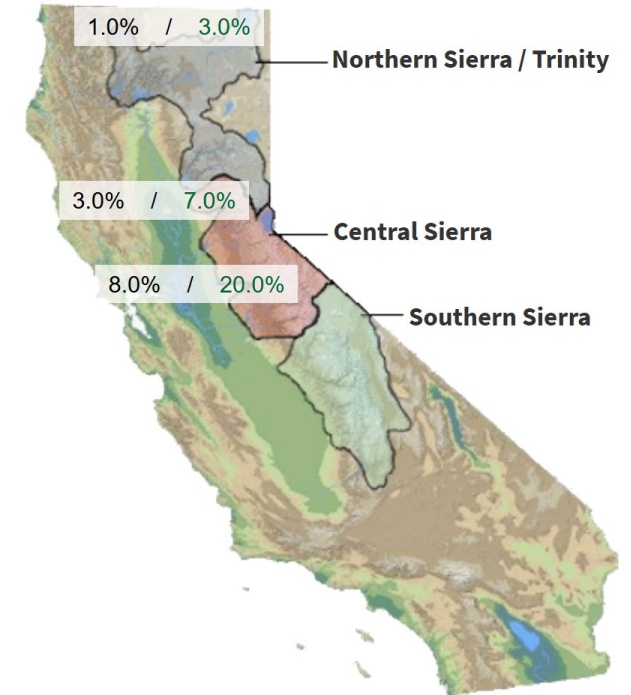 1.0% / 3.0%
Northern Sierra / Trinity
3.0% / 7.0%
Central Sierra
8.0% / 20.0%
Southern Sierra